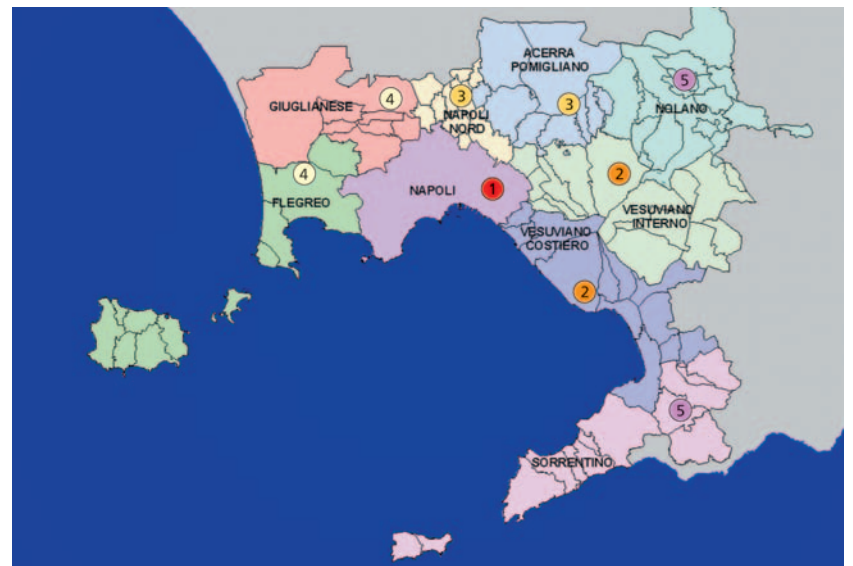 ACERRA
POMIGLIANO
5
4
3
3
GIUGLIANESE
NAPOLI
NORD
NOLANO
4
2
1
NAPOLI
FLEGREO
VESUVIANO
INTERNO
VESUVIANO
COSTIERO
2
5
SORRENTINO